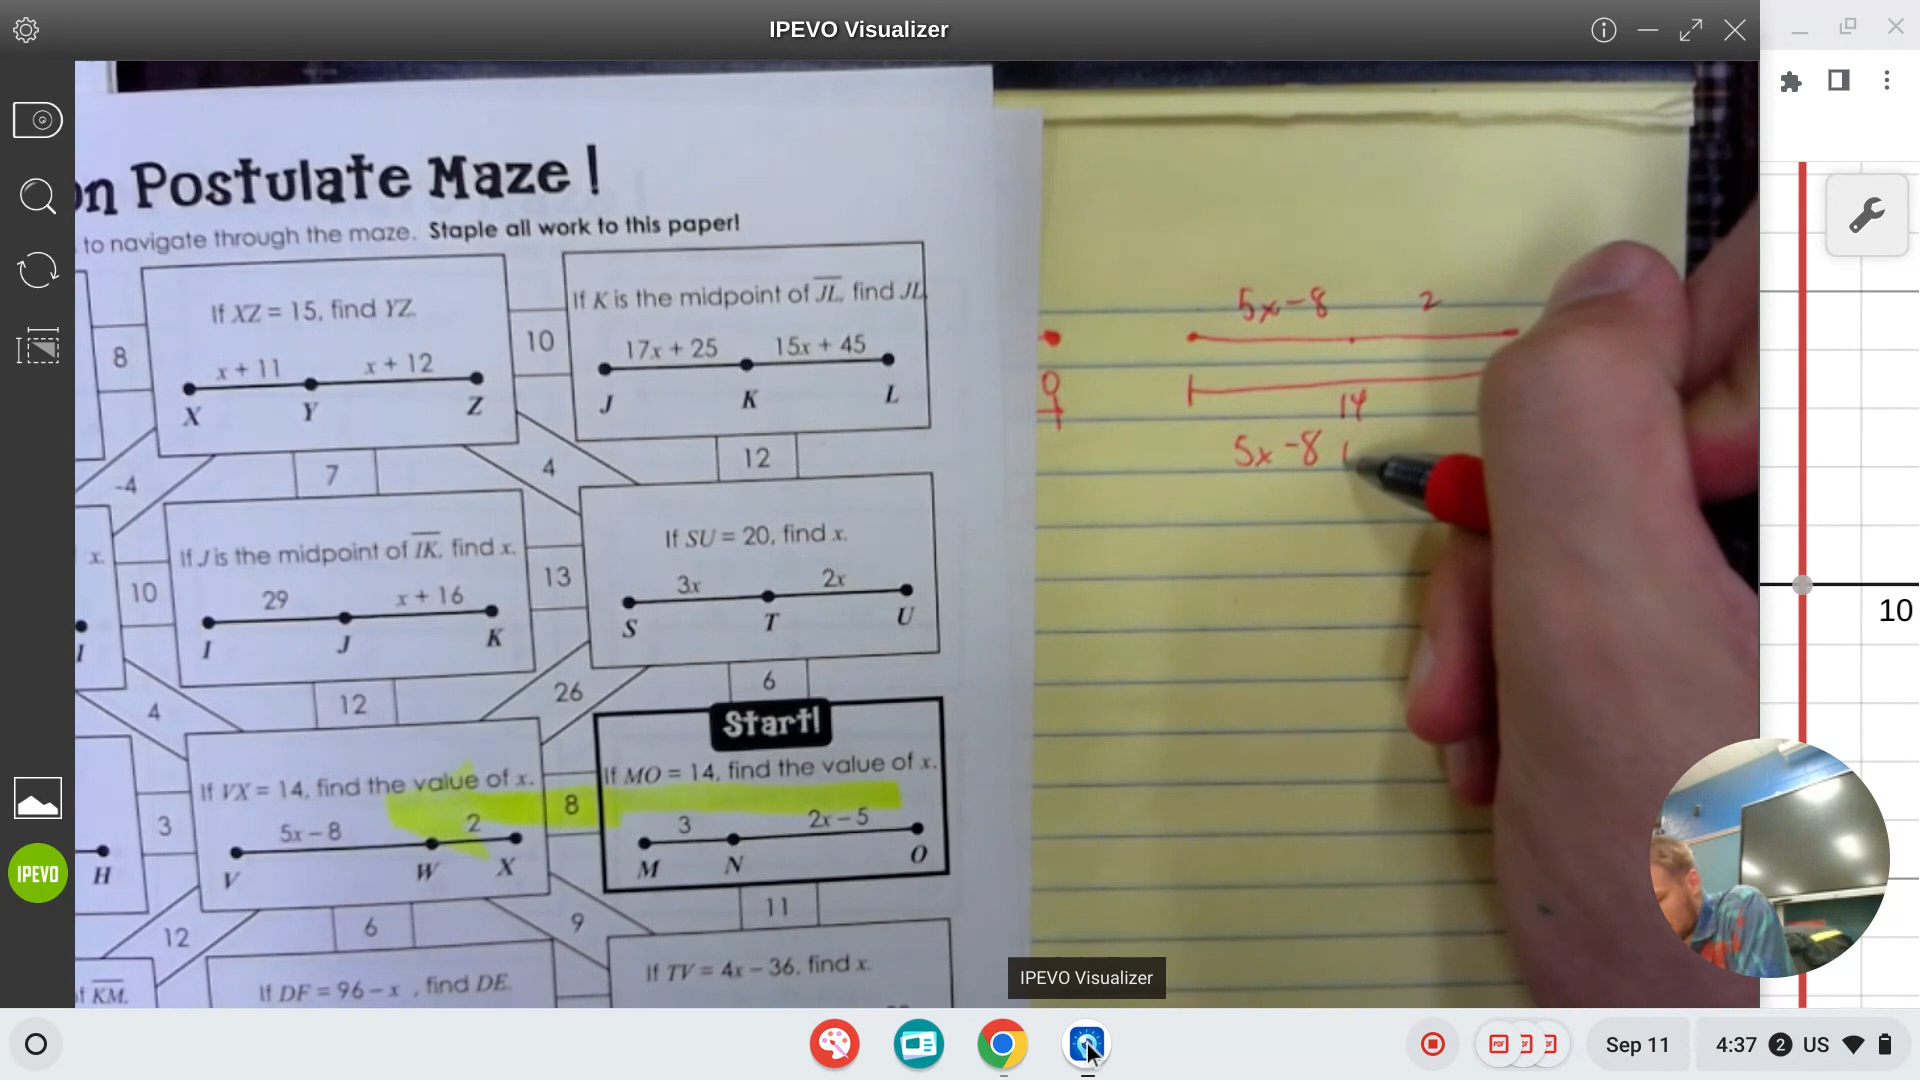 IPEVO Visualizer
on Postulate Maze!
to navigate through the maze. Staple all work to this paper!
If XZ = 15, find YZ.
x + 11 x + 12
X Y Z
8
10
If K is the midpoint of JL, find JL
17x + 25 15x + 45
J K L
-4
7
4
12
x.
10
If J is the midpoint of IK, find x.
29 x + 16
I J K
13
If SU = 20, find x.
3x 2x
S T U
I
4
12
26
6
Start!
If VX = 14, find the value of x.
5x – 8 2
V W X
3
8
If MO = 14, find the value of x.
3 2x – 5
M N O
H
12
6
9
11
KM.
If DF = 96 – x , find DE.
If TV = 4x – 36, find x.
5x-8 2
14
5x-8
9
IPEVO
IPEVO Visualizer
10
PDF
Sep 11
4:37 2 US